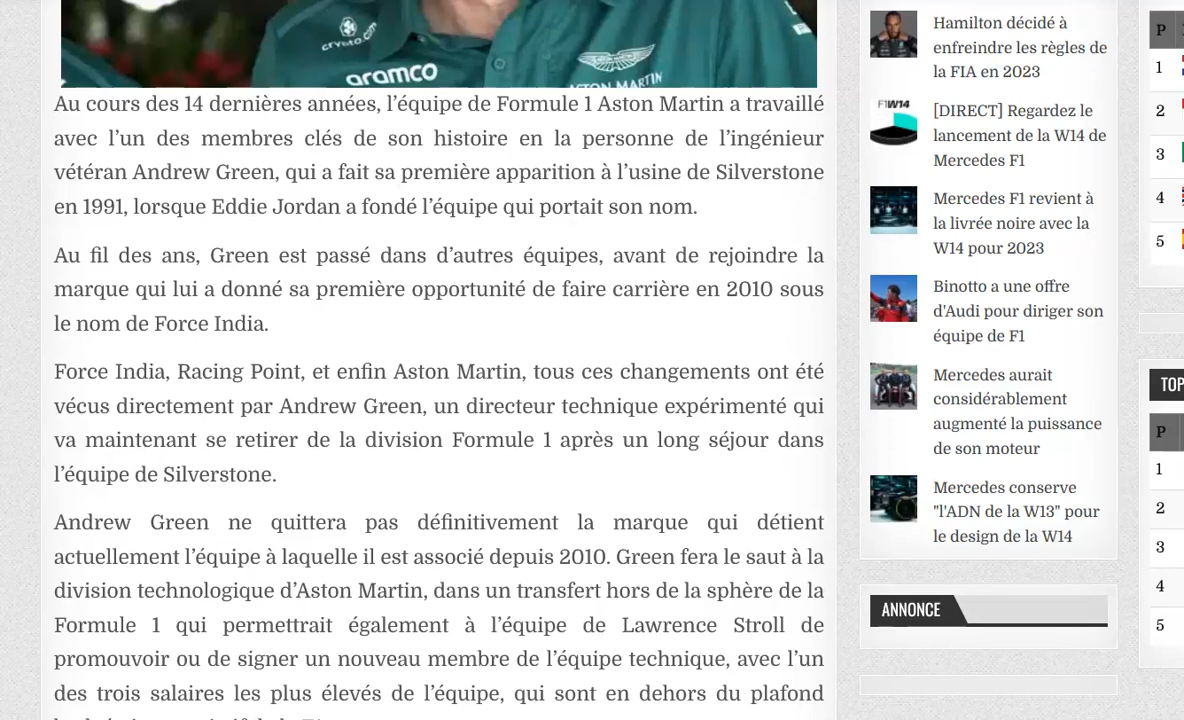 crypto.com
aramco
ASTON MARTIN
Au cours des 14 dernières années, l’équipe de Formule 1 Aston Martin a travaillé
avec l’un des membres clés de son histoire en la personne de l’ingénieur
vétéran Andrew Green, qui a fait sa première apparition à l’usine de Silverstone
en 1991, lorsque Eddie Jordan a fondé l’équipe qui portait son nom.
Au fil des ans, Green est passé dans d’autres équipes, avant de rejoindre la
marque qui lui a donné sa première opportunité de faire carrière en 2010 sous
le nom de Force India.
Force India, Racing Point, et enfin Aston Martin, tous ces changements ont été
vécus directement par Andrew Green, un directeur technique expérimenté qui
va maintenant se retirer de la division Formule 1 après un long séjour dans
l’équipe de Silverstone.
Andrew Green ne quittera pas définitivement la marque qui détient
actuellement l’équipe à laquelle il est associé depuis 2010. Green fera le saut à la
division technologique d’Aston Martin, dans un transfert hors de la sphère de la
Formule 1 qui permettrait également à l’équipe de Lawrence Stroll de
promouvoir ou de signer un nouveau membre de l’équipe technique, avec l’un
des trois salaires les plus élevés de l’équipe, qui sont en dehors du plafond
Hamilton décidé à
enfreindre les règles de
la FIA en 2023
F1W14
[DIRECT] Regardez le
lancement de la W14 de
Mercedes F1
Mercedes F1 revient à
la livrée noire avec la
W14 pour 2023
Binotto a une offre
d'Audi pour diriger son
équipe de F1
Mercedes aurait
considérablement
augmenté la puissance
de son moteur
Mercedes conserve
"l'ADN de la W13" pour
le design de la W14
ANNONCE
P
1
2
3
4
5
TOP
P
1
2
3
4
5